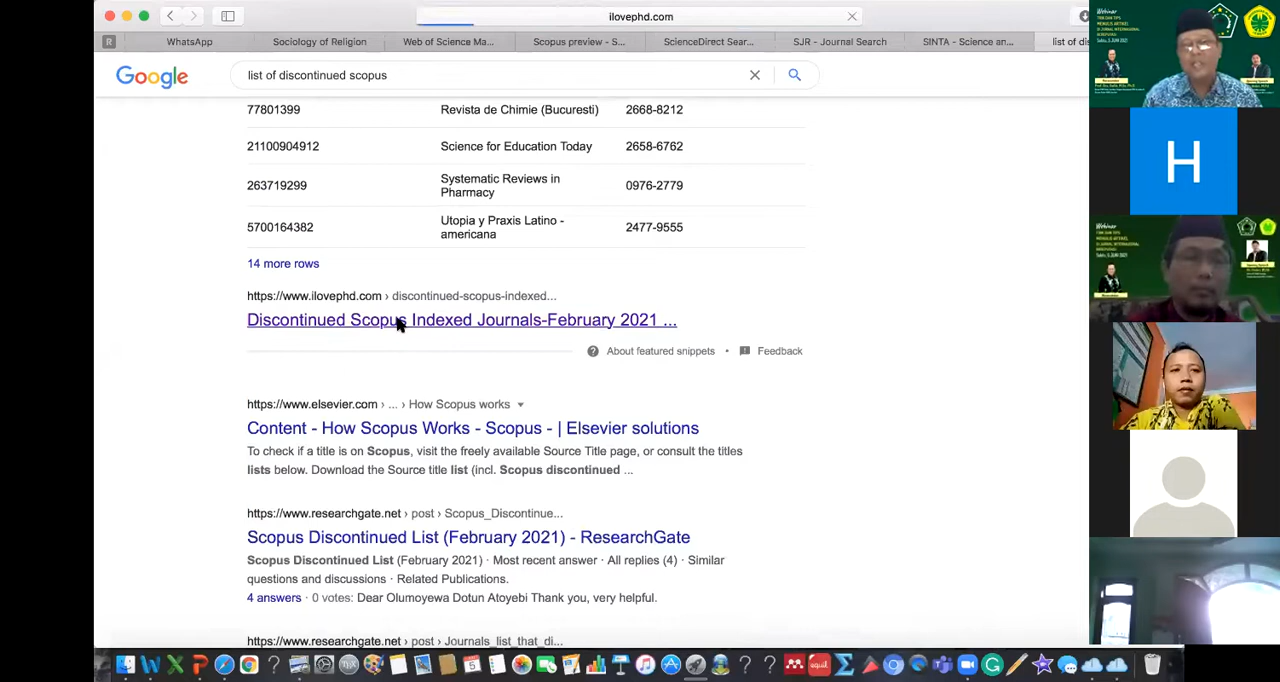 ilovephd.com
WhatsApp
Sociology of Religion
Web of Science Ma...
Scopus preview - S...
ScienceDirect Sear...
SJR - Journal Search
SINTA - Science an...
list of dis
Google
list of discontinued scopus
77801399 Revista de Chimie (Bucuresti) 2668-8212
21100904912 Science for Education Today 2658-6762
263719299 Systematic Reviews in 0976-2779
Pharmacy
5700164382 Utopia y Praxis Latino - 2477-9555
americana
14 more rows
https://www.ilovephd.com › discontinued-scopus-indexed...
Discontinued Scopus Indexed Journals-February 2021 ...
About featured snippets • Feedback
https://www.elsevier.com › ... › How Scopus works
Content - How Scopus Works - Scopus - | Elsevier solutions
To check if a title is on Scopus, visit the freely available Source Title page, or consult the titles
lists below. Download the Source title list (incl. Scopus discontinued ...
https://www.researchgate.net › post › Scopus_Discontinue...
Scopus Discontinued List (February 2021) - ResearchGate
Scopus Discontinued List (February 2021) · Most recent answer · All replies (4) · Similar
questions and discussions · Related Publications.
4 answers · 0 votes: Dear Olumoyewa Dotun Atoyebi Thank you, very helpful.
https://www.researchgate.net › post › Journals_list_that_di...
Webinar
H
Webinar